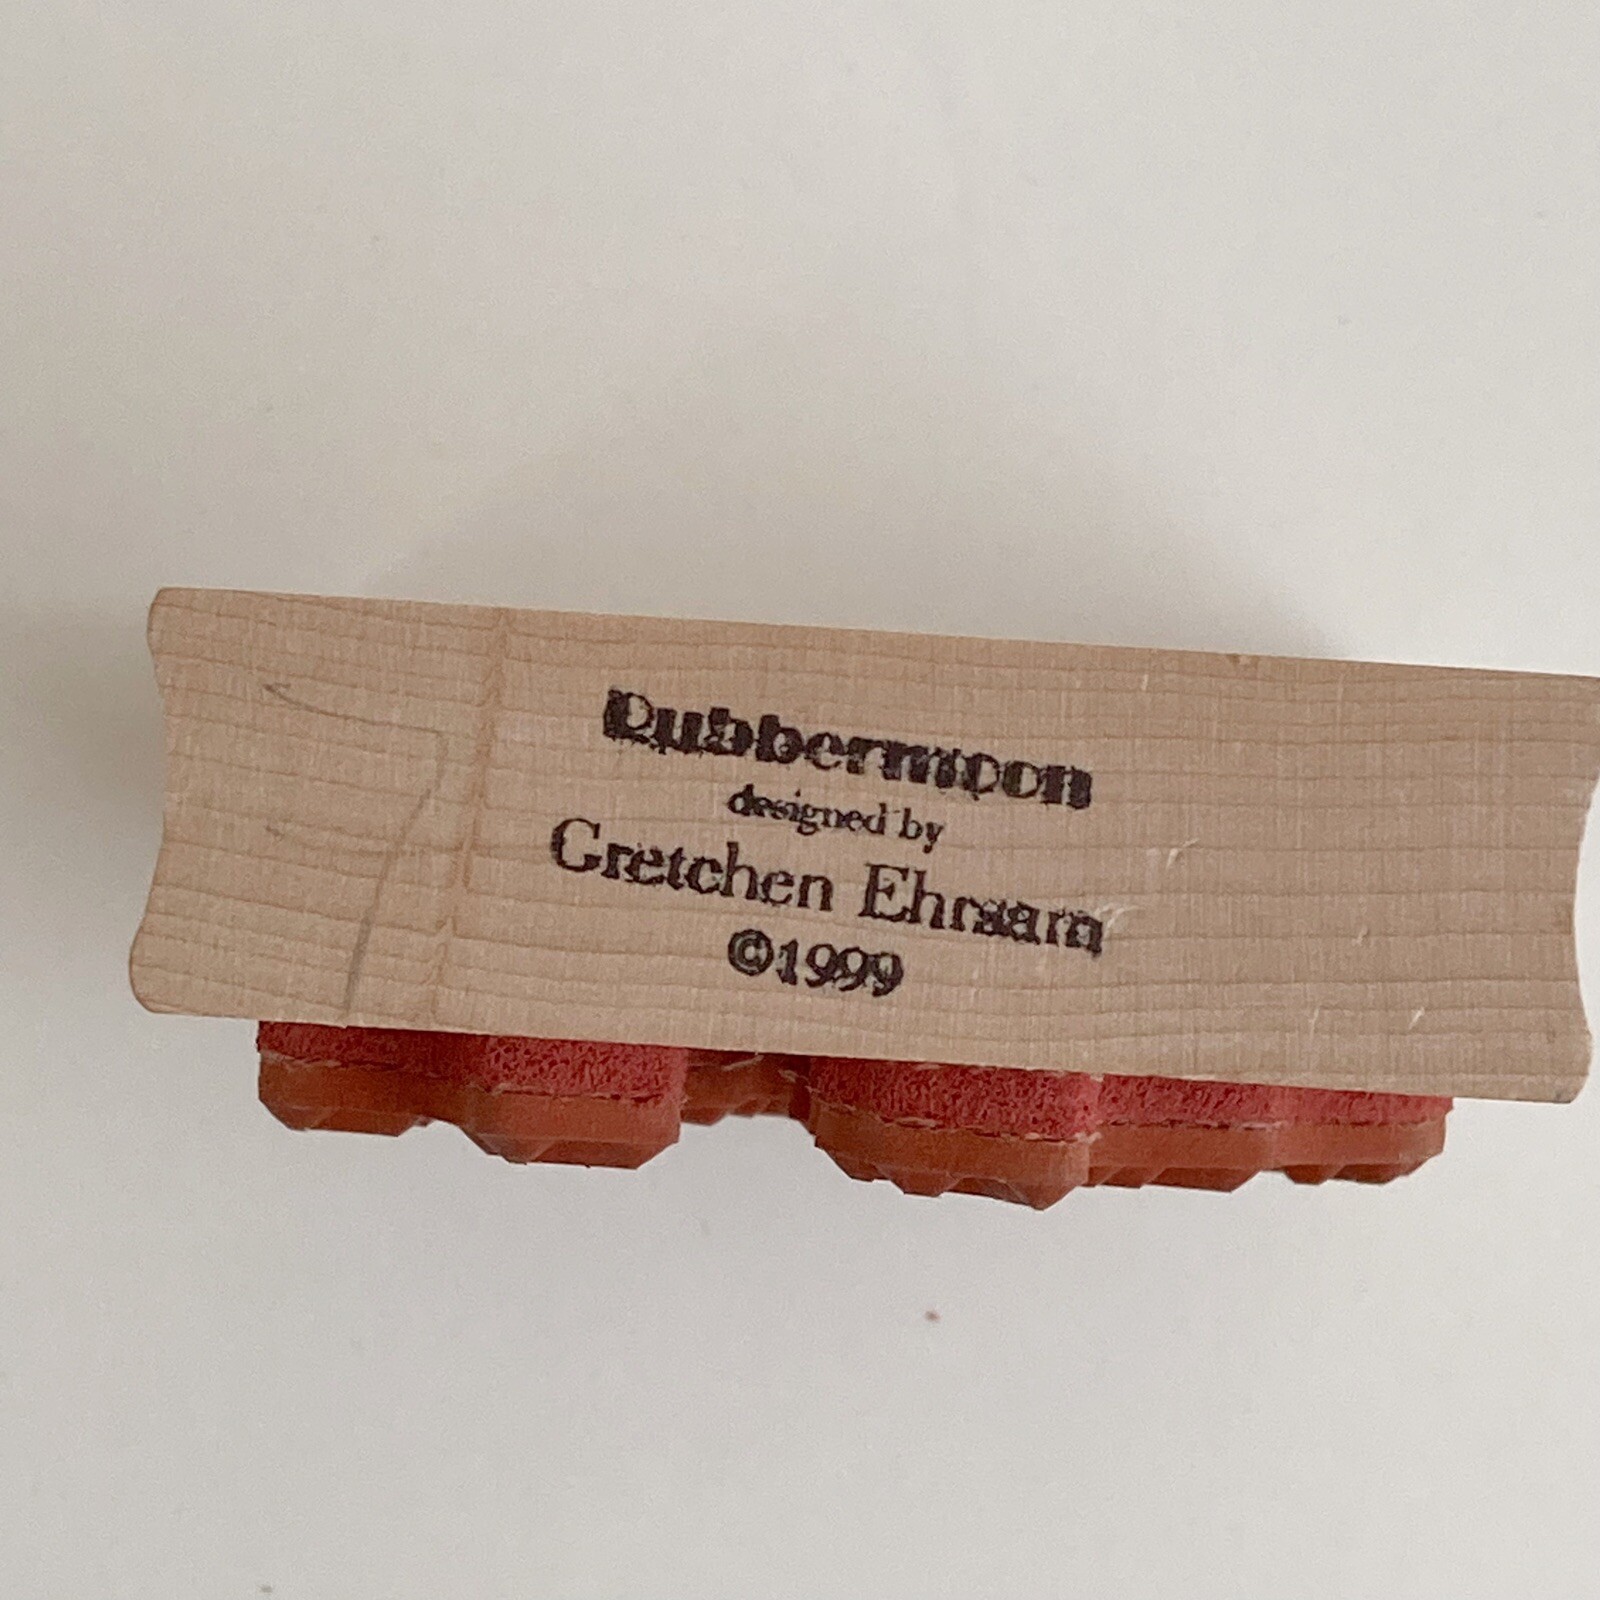 Rubbermoon
designed by
Gretchen Ehrsam
©1999